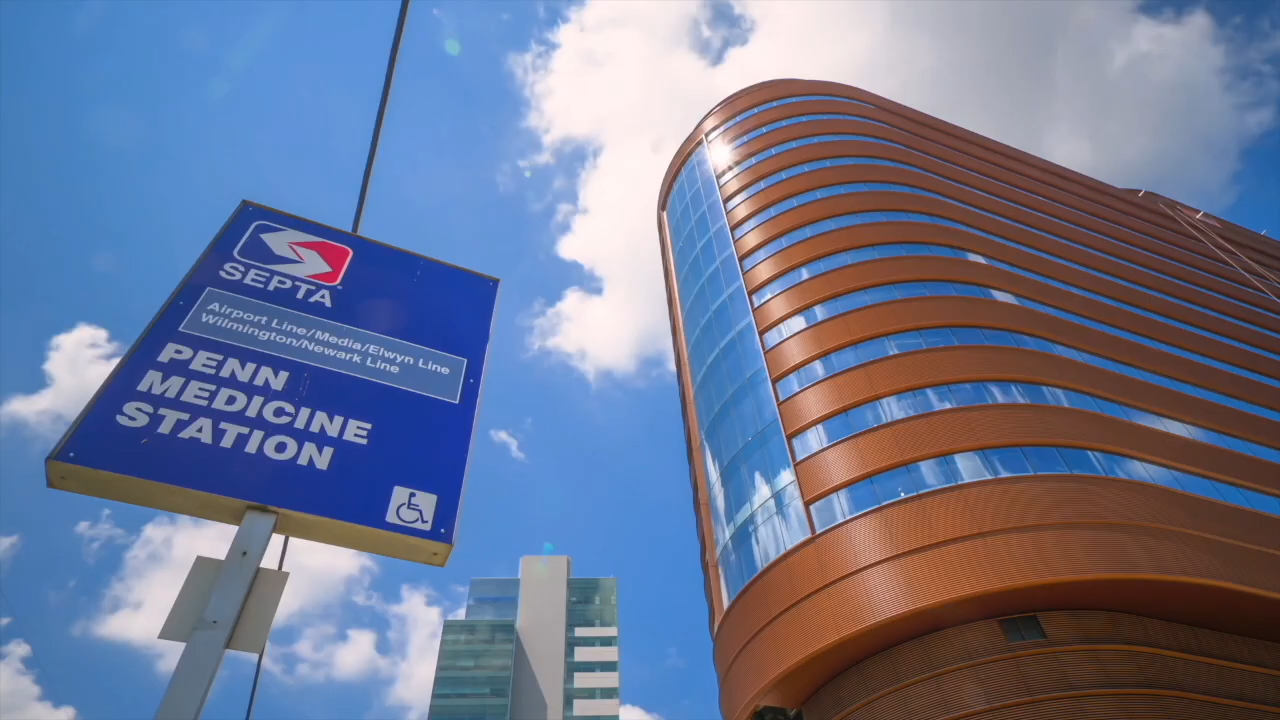 SEPTA
Airport Line/Media/Elwyn Line
Wilmington/Newark Line
PENN
MEDICINE
STATION